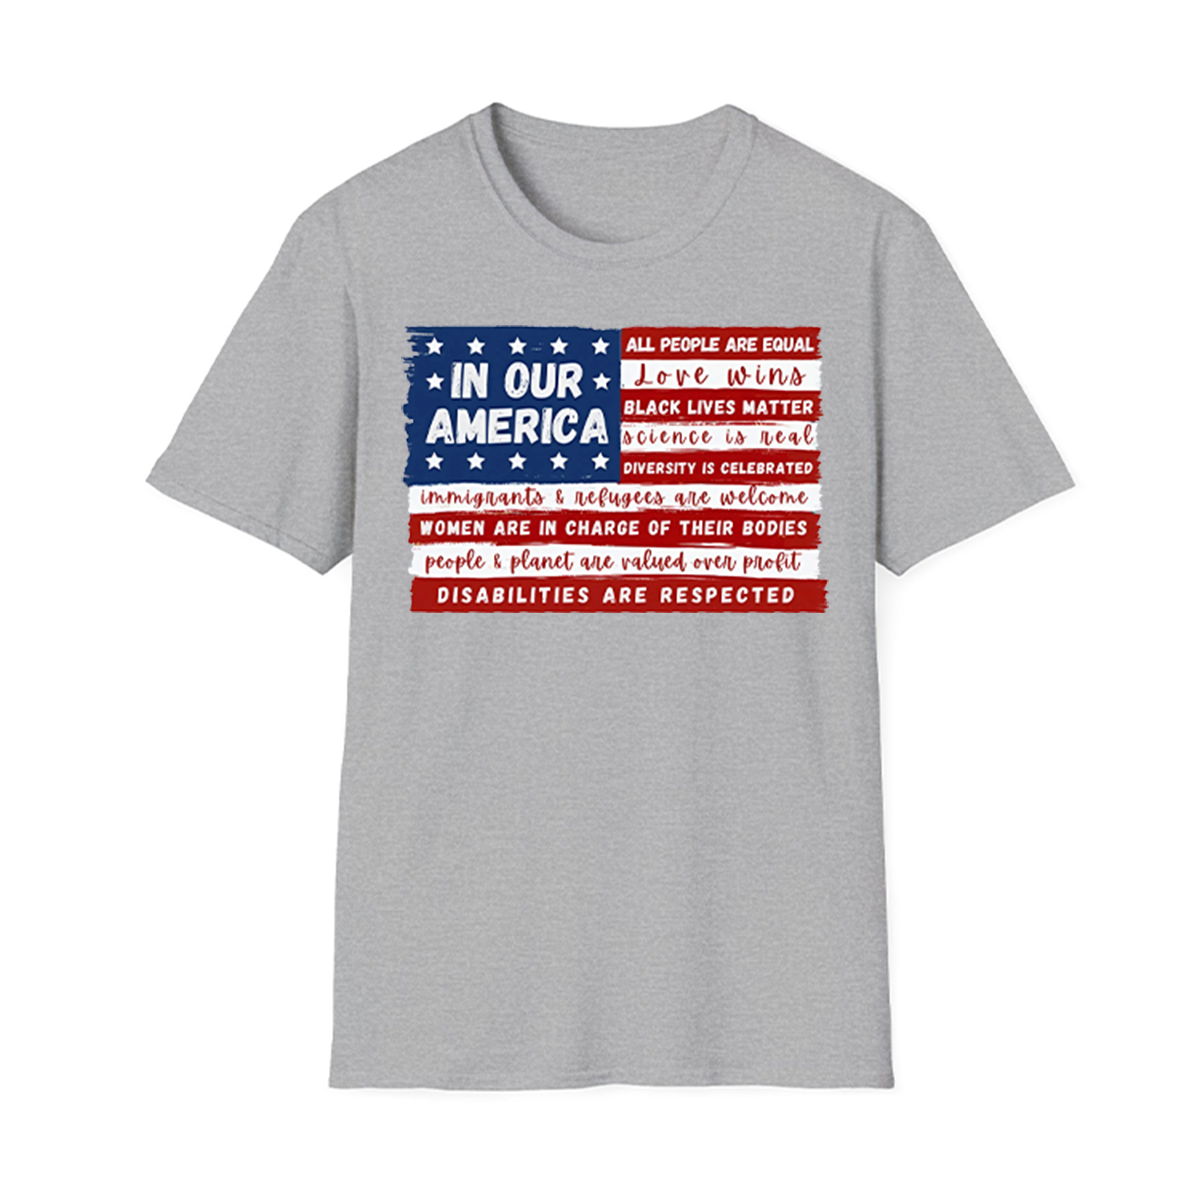 IN OUR
AMERICA
ALL PEOPLE ARE EQUAL
Love wins
BLACK LIVES MATTER
science is real
DIVERSITY IS CELEBRATED
immigrants & refugees are welcome
WOMEN ARE IN CHARGE OF THEIR BODIES
people & planet are valued over profit
DISABILITIES ARE RESPECTED